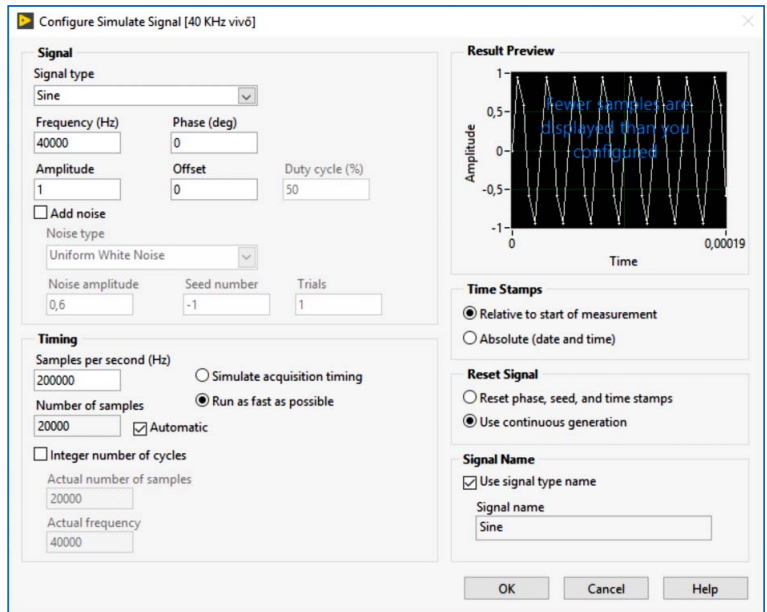 Configure Simulate Signal [40 KHz vivő]
Signal
Signal type
Sine
Frequency (Hz)
Phase (deg)
40000
0
Amplitude
Offset
Duty cycle (%)
1
0
50
Add noise
Noise type
Uniform White Noise
Noise amplitude
Seed number
Trials
0,6
-1
1
Timing
Samples per second (Hz)
200000
Simulate acquisition timing
Run as fast as possible
Number of samples
20000
Automatic
Integer number of cycles
Actual number of samples
20000
Actual frequency
40000
Result Preview
Fewer samples are
displayed than you
configured
Amplitude
1
0,5
0
-0,5
-1
0
0,00019
Time
Time Stamps
Relative to start of measurement
Absolute (date and time)
Reset Signal
Reset phase, seed, and time stamps
Use continuous generation
Signal Name
Use signal type name
Signal name
Sine
OK
Cancel
Help